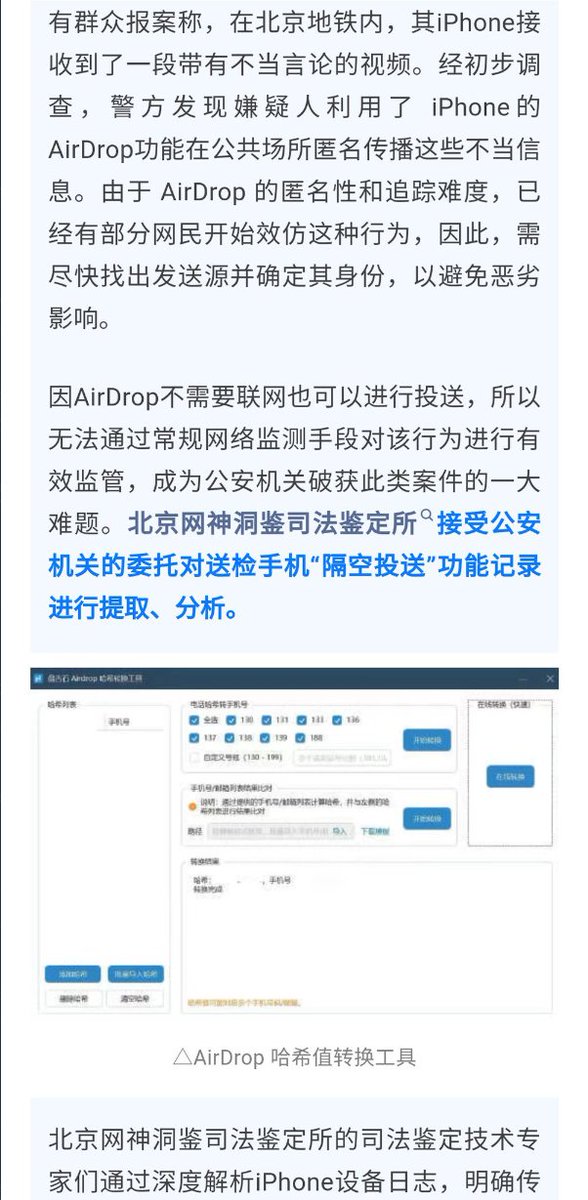 有群众报案称，在北京地铁内，其iPhone接
收到了一段带有不当言论的视频。经初步调
查，警方发现嫌疑人利用了 iPhone的
AirDrop功能在公共场所匿名传播这些不当信
息。由于 AirDrop 的匿名性和追踪难度，已
经有部分网民开始效仿这种行为，因此，需
尽快找出发送源并确定其身份，以避免恶劣
影响。
因AirDrop不需要联网也可以进行投送，所以
无法通过常规网络监测手段对该行为进行有
效监管，成为公安机关破获此类案件的一大
难题。北京网神洞鉴司法鉴定所接受公安
机关的委托对送检手机“隔空投送”功能记录
进行提取、分析。
盘古石 Airdrop 哈希转换工具
哈希列表
手机号
电话哈希转手机号
全选 130 131 133 136
137 138 139 188
自定义号段（130 - 199）
开始转换
在线转换（快速）
在线转换
手机号/邮箱列表结果比对
说明：通过提供的手机号/邮箱列表计算哈希，并与左侧的哈
希列表进行结果比对
路径
导入 下载模板
开始转换
转换结果
哈希： - ，手机号
转换完成
添加哈希 批量导入哈希
删除哈希 清空哈希
△AirDrop 哈希值转换工具
北京网神洞鉴司法鉴定所的司法鉴定技术专
家们通过深度解析iPhone设备日志，明确传